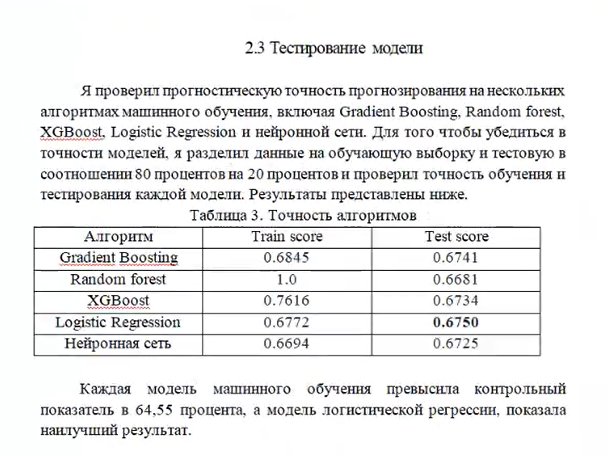 2.3 Тестирование модели
Я проверил прогностическую точность прогнозирования на нескольких
алгоритмах машинного обучения, включая Gradient Boosting, Random forest,
XGBoost, Logistic Regression и нейронной сети. Для того чтобы убедиться в
точности моделей, я разделил данные на обучающую выборку и тестовую в
соотношении 80 процентов на 20 процентов и проверил точность обучения и
тестирования каждой модели. Результаты представлены ниже.
Таблица 3. Точность алгоритмов
Алгоритм Train score Test score
Gradient Boosting 0.6845 0.6741
Random forest 1.0 0.6681
XGBoost 0.7616 0.6734
Logistic Regression 0.6772 0.6750
Нейронная сеть 0.6694 0.6725
Каждая модель машинного обучения превысила контрольный
показатель в 64,55 процента, а модель логистической регрессии, показала
наилучший результат.